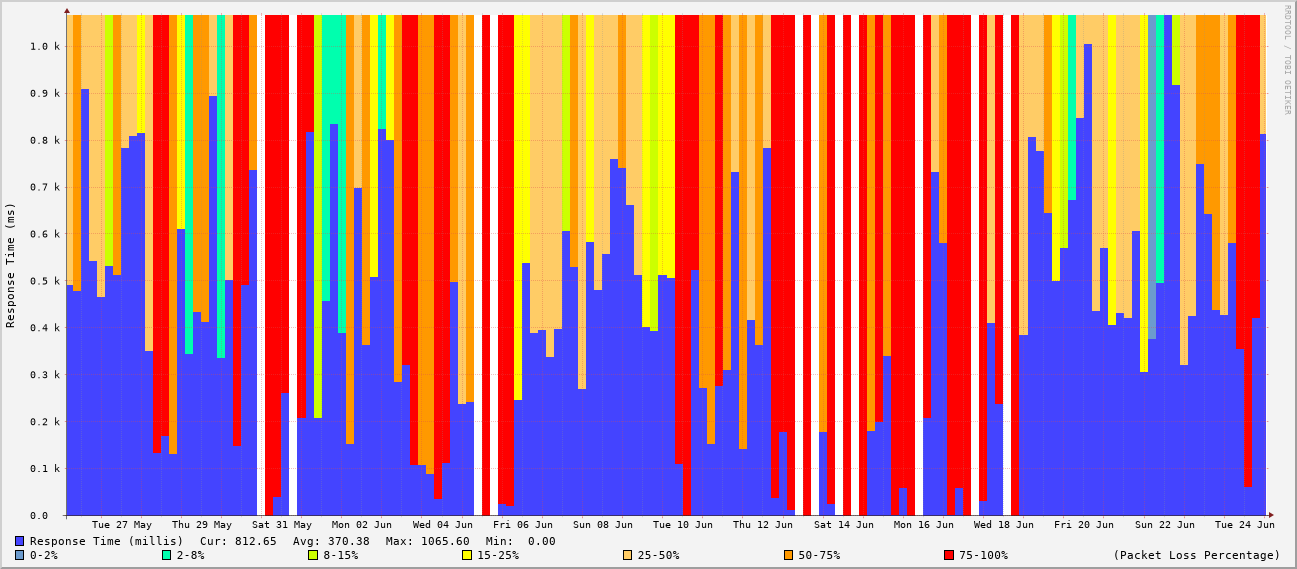 RRDTOOL / TOBI OETIKER
Response Time (ms)
1.0 k
0.9 k
0.8 k
0.7 k
0.6 k
0.5 k
0.4 k
0.3 k
0.2 k
0.1 k
0.0
Tue 27 May Thu 29 May Sat 31 May Mon 02 Jun Wed 04 Jun Fri 06 Jun Sun 08 Jun Tue 10 Jun Thu 12 Jun Sat 14 Jun Mon 16 Jun Wed 18 Jun Fri 20 Jun Sun 22 Jun Tue 24 Jun
Response Time (millis) Cur: 812.65 Avg: 370.38 Max: 1065.60 Min: 0.00
0-2% 2-8% 8-15% 15-25% 25-50% 50-75% 75-100% (Packet Loss Percentage)